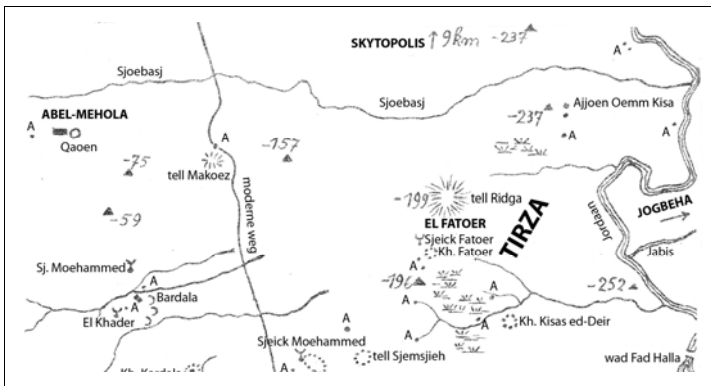 SKYTOPOLIS ↑ 9km -237
A
Sjoebasj
Sjoebasj
ABEL-MEHOLA
A
Qaoen
Ajjoen Oemm Kisa
-237
A
A
A
-157
-75
tell Makoez
-199
tell Ridga
-59
moderne weg
EL FATOER
Sjeick Fatoer
Kh. Fatoer
TIRZA
Jordaan
JOGBEHA
Jabis
Sj. Moehammed
A
A
-196
-252
Bardala
A
El Khader
A
A
A
A
Kh. Kisas ed-Deir
Sjeick Moehammed
A
tell Sjemsjieh
wad Fad Halla